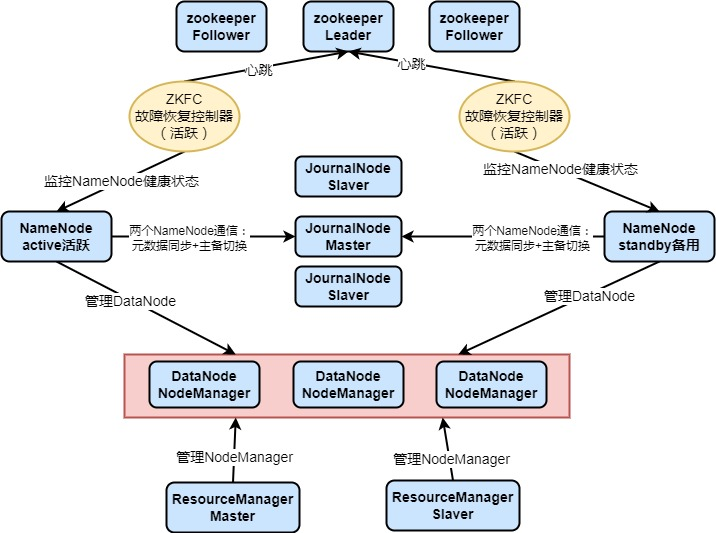 zookeeper
Follower
zookeeper
Leader
zookeeper
Follower
心跳
心跳
ZKFC
故障恢复控制器
（活跃）
ZKFC
故障恢复控制器
（活跃）
监控NameNode健康状态
监控NameNode健康状态
JournalNode
Slaver
NameNode
active活跃
两个NameNode通信：
元数据同步+主备切换
JournalNode
Master
两个NameNode通信：
元数据同步+主备切换
NameNode
standby备用
JournalNode
Slaver
管理DataNode
管理DataNode
DataNode
NodeManager
DataNode
NodeManager
DataNode
NodeManager
管理NodeManager
管理NodeManager
ResourceManager
Master
ResourceManager
Slaver